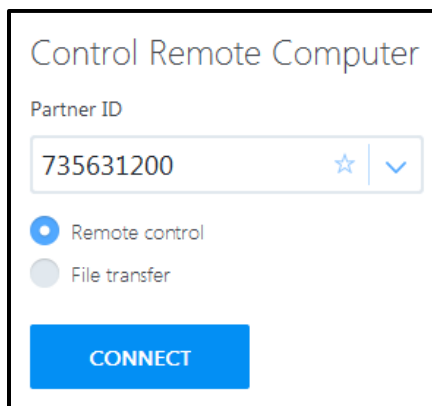 Control Remote Computer
Partner ID
735631200
Remote control
File transfer
CONNECT